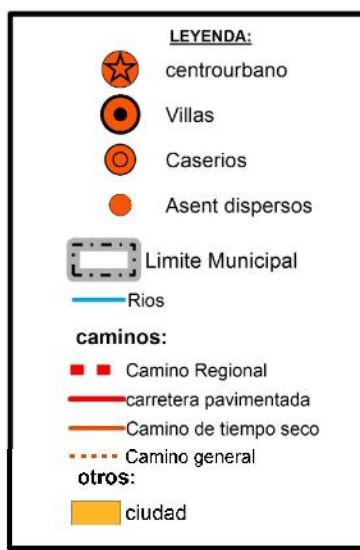 LEYENDA:
centrourbano
Villas
Caserios
Asent dispersos
Limite Municipal
Rios
caminos:
Camino Regional
carretera pavimentada
Camino de tiempo seco
Camino general
otros:
ciudad